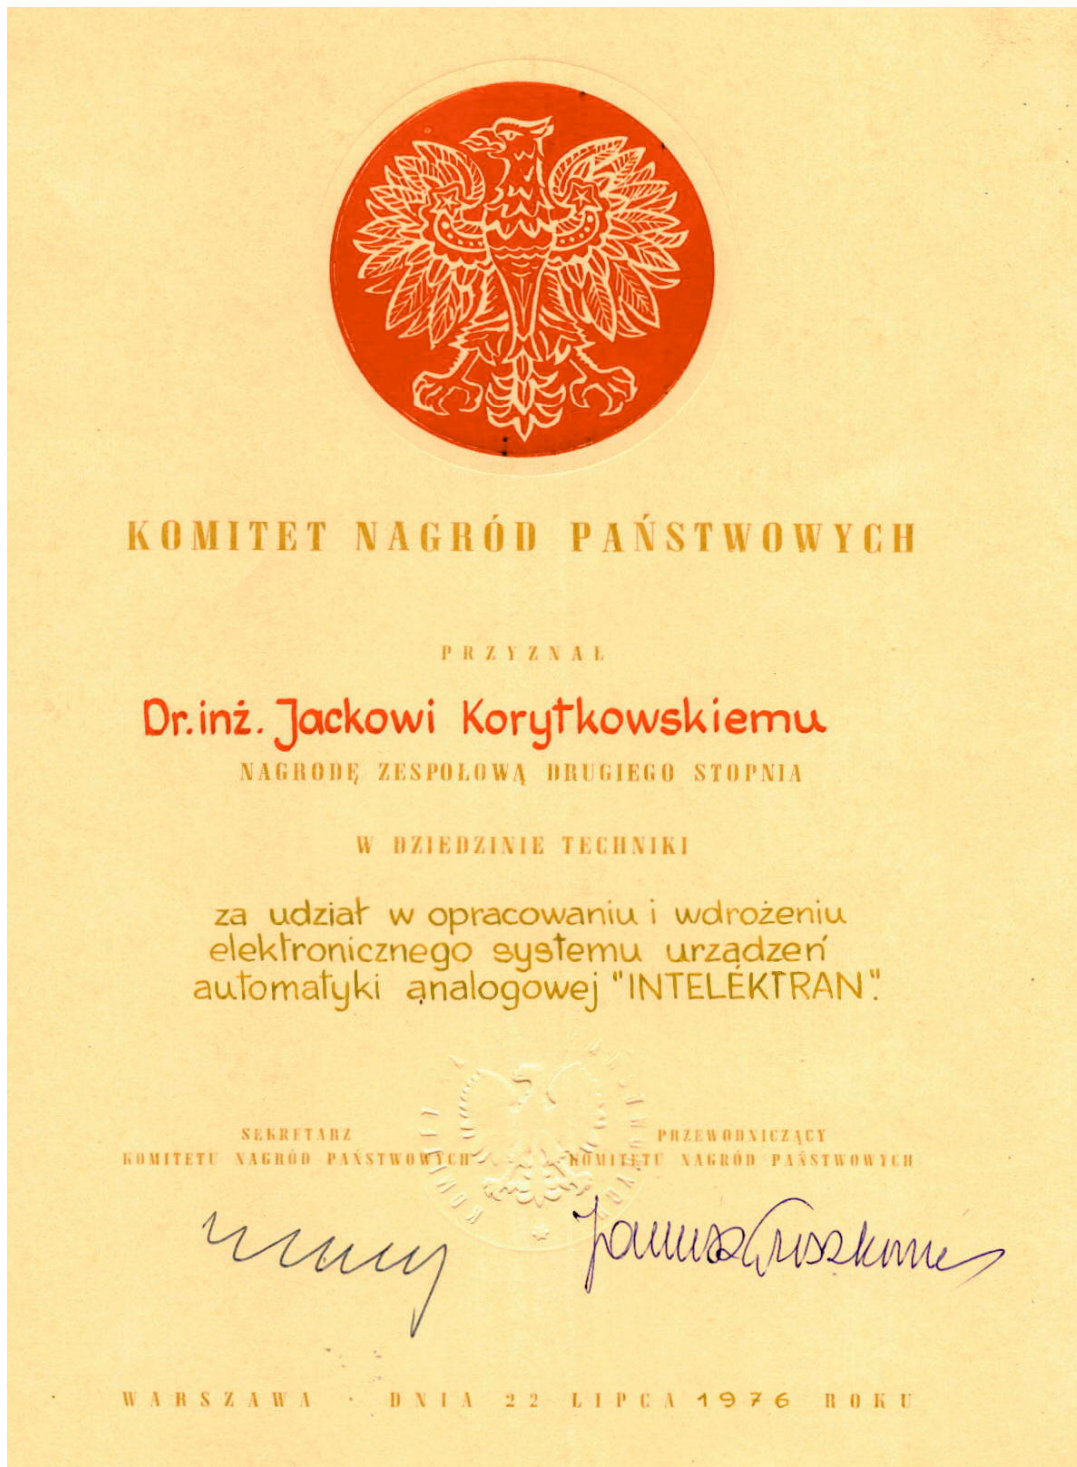 KOMITET NAGRÓD PAŃSTWOWYCH
PRZYZNAŁ
Dr. inż. Jackowi Korytkowskiemu
NAGRODĘ ZESPOŁOWĄ DRUGIEGO STOPNIA
W DZIEDZINIE TECHNIKI
za udział w opracowaniu i wdrożeniu
elektronicznego systemu urządzeń
automatyki analogowej "INTELEKTRAN".
SEKRETARZ
KOMITETU NAGRÓD PAŃSTWOWYCH
PRZEWODNICZĄCY
KOMITETU NAGRÓD PAŃSTWOWYCH
Janusz
WARSZAWA · DNIA 22 LIPCA 1976 ROKU